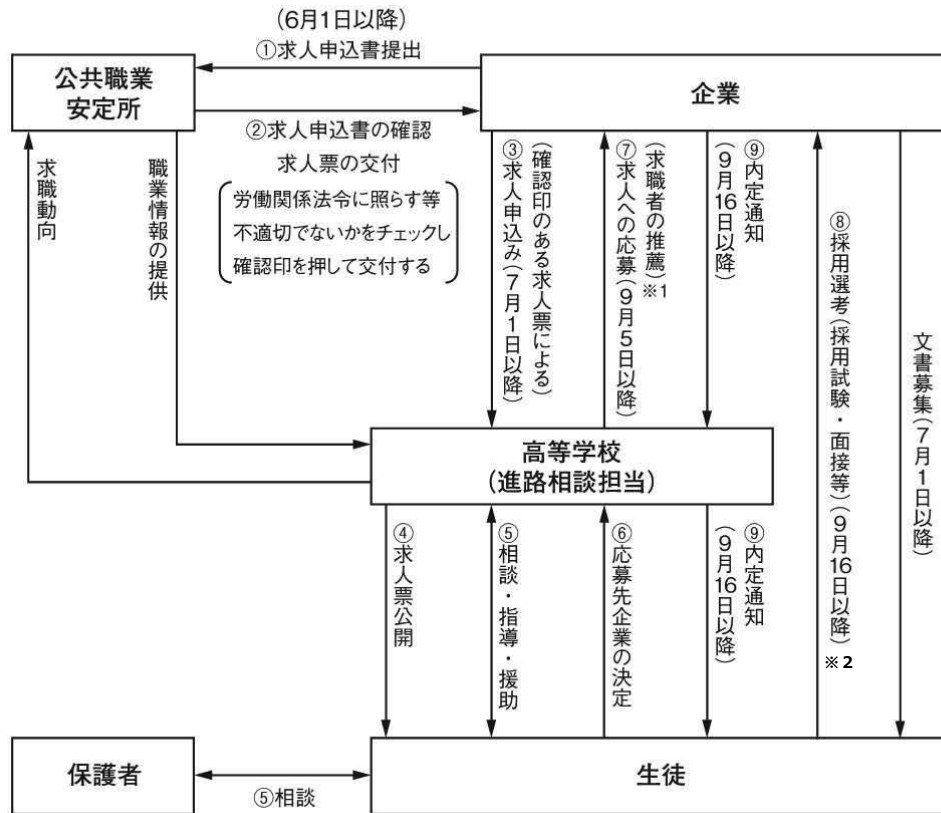 (6月1日以降)
①求人申込書提出
公共職業
安定所
企業
②求人申込書の確認
求人票の交付
労働関係法令に照らす等
不適切でないかをチェックし
確認印を押して交付する
求職動向
職業情報の提供
(確認印のある求人票による)
③求人申込み(7月1日以降)
(求職者の推薦)※1
⑦求人への応募(9月5日以降)
⑨内定通知
(9月16日以降)
⑧採用選考(採用試験・面接等)(9月16日以降)
※2
文書募集(7月1日以降)
高等学校
(進路相談担当)
④求人票公開
⑤相談・指導・援助
⑥応募先企業の決定
⑨内定通知
(9月16日以降)
保護者
⑤相談
生徒